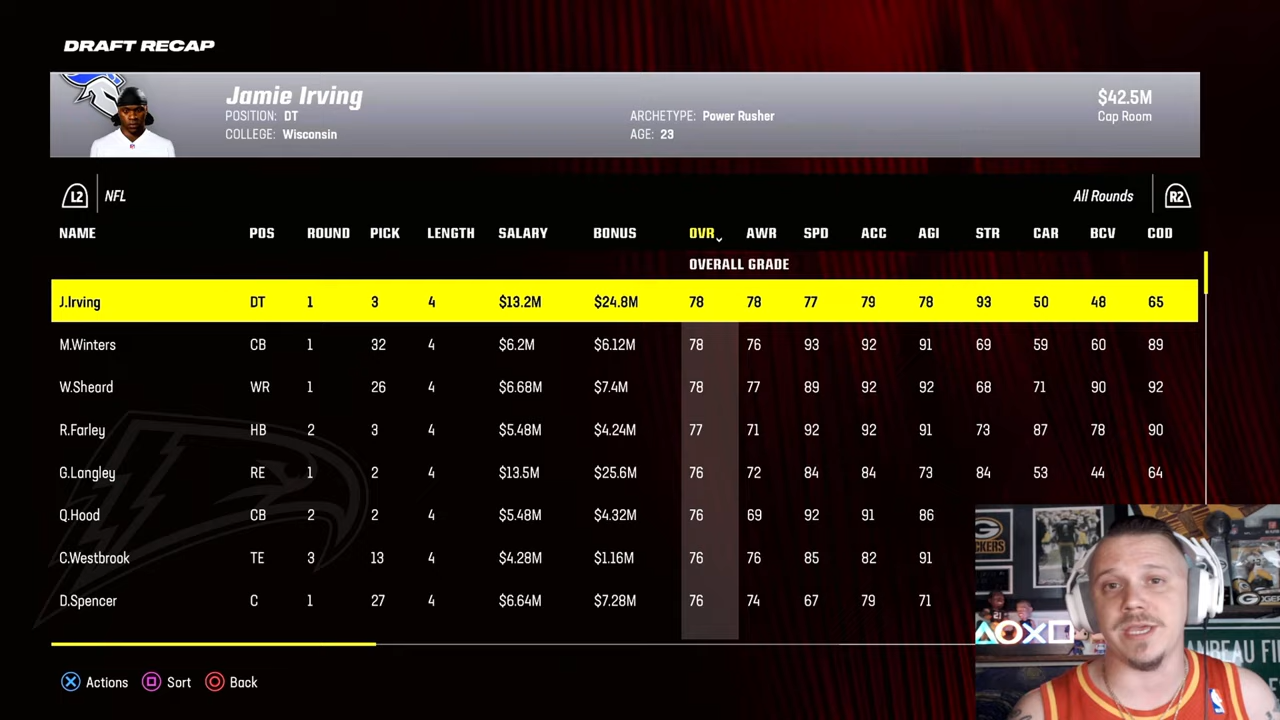 DRAFT RECAP
Jamie Irving
POSITION: DT
COLLEGE: Wisconsin
ARCHETYPE: Power Rusher
AGE: 23
$42.5M
Cap Room
L2 NFL All Rounds R2
NAME POS ROUND PICK LENGTH SALARY BONUS OVR AWR SPD ACC AGI STR CAR BCV COD
OVERALL GRADE
J.Irving DT 1 3 4 $13.2M $24.8M 78 78 77 79 78 93 50 48 65
M.Winters CB 1 32 4 $6.2M $6.12M 78 76 93 92 91 69 59 60 89
W.Sheard WR 1 26 4 $6.68M $7.4M 78 77 89 92 92 68 71 90 92
R.Farley HB 2 3 4 $5.48M $4.24M 77 71 92 92 91 73 87 78 90
G.Langley RE 1 2 4 $13.5M $25.6M 76 72 84 84 73 84 53 44 64
Q.Hood CB 2 2 4 $5.48M $4.32M 76 69 92 91 86
C.Westbrook TE 3 13 4 $4.28M $1.16M 76 76 85 82 91
D.Spencer C 1 27 4 $6.64M $7.28M 76 74 67 79 71
Actions Sort Back